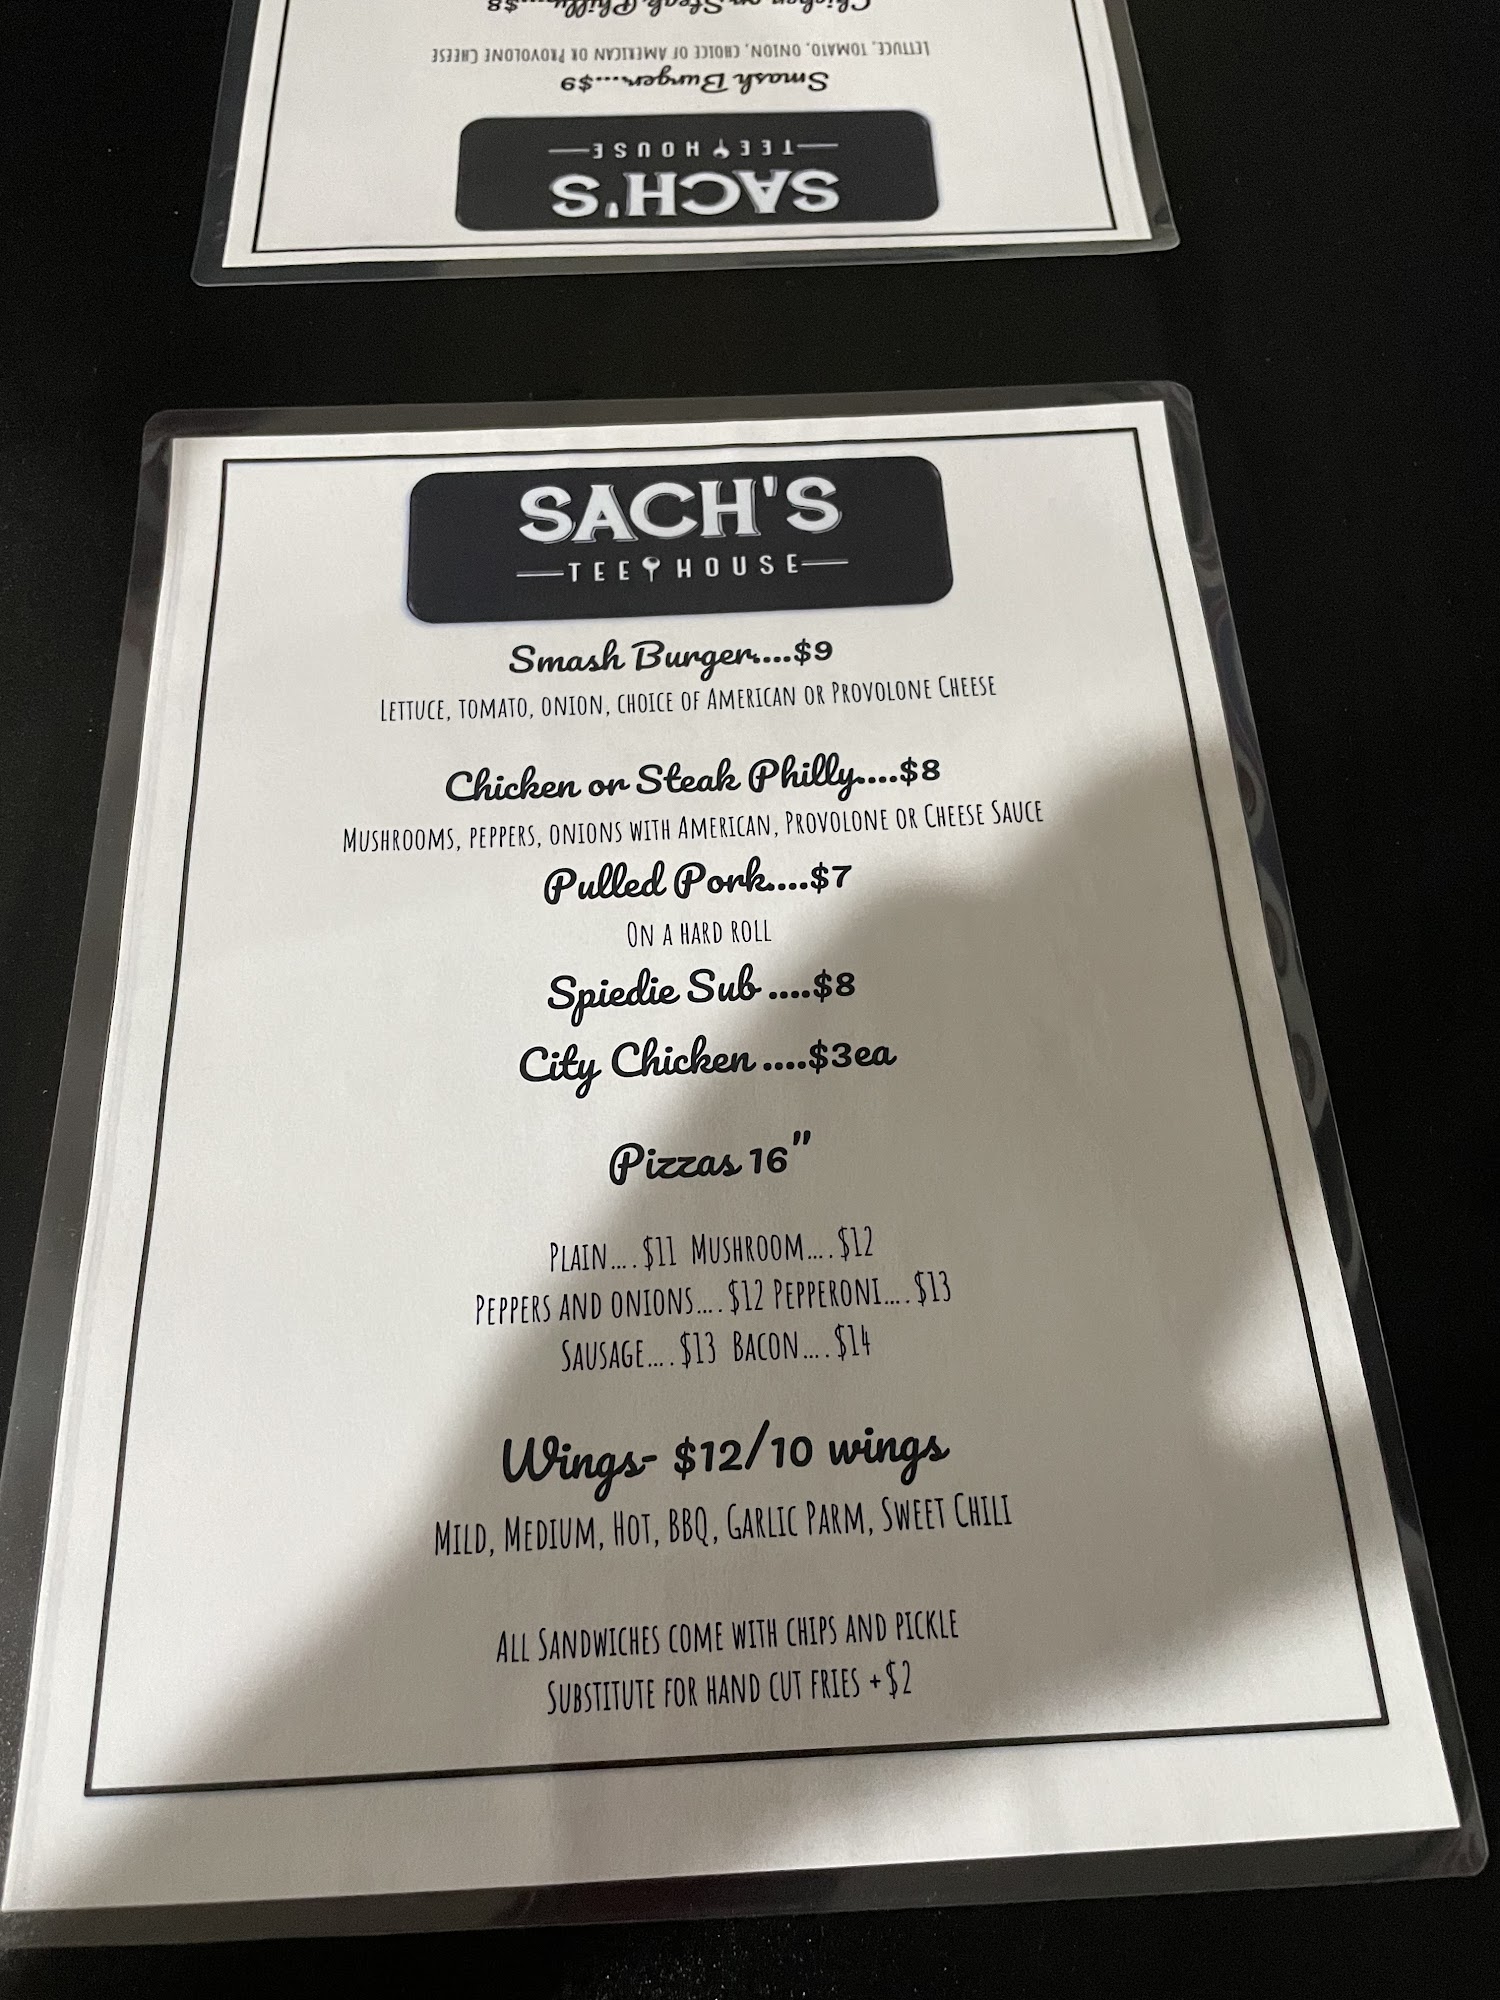 Chicken or Steak Philly....$8
LETTUCE, TOMATO, ONION, CHOICE OF AMERICAN OR PROVOLONE CHEESE
Smash Burger....$9
TEE HOUSE
SACH'S
SACH'S
TEE HOUSE
Smash Burger....$9
LETTUCE, TOMATO, ONION, CHOICE OF AMERICAN OR PROVOLONE CHEESE
Chicken or Steak Philly....$8
MUSHROOMS, PEPPERS, ONIONS WITH AMERICAN, PROVOLONE OR CHEESE SAUCE
Pulled Pork....$7
ON A HARD ROLL
Spiedie Sub ....$8
City Chicken ....$3ea
Pizzas 16"
PLAIN....$11 MUSHROOM....$12
PEPPERS AND ONIONS....$12 PEPPERONI....$13
SAUSAGE....$13 BACON....$14
Wings- $12/10 wings
MILD, MEDIUM, HOT, BBQ, GARLIC PARM, SWEET CHILI
ALL SANDWICHES COME WITH CHIPS AND PICKLE
SUBSTITUTE FOR HAND CUT FRIES +$2